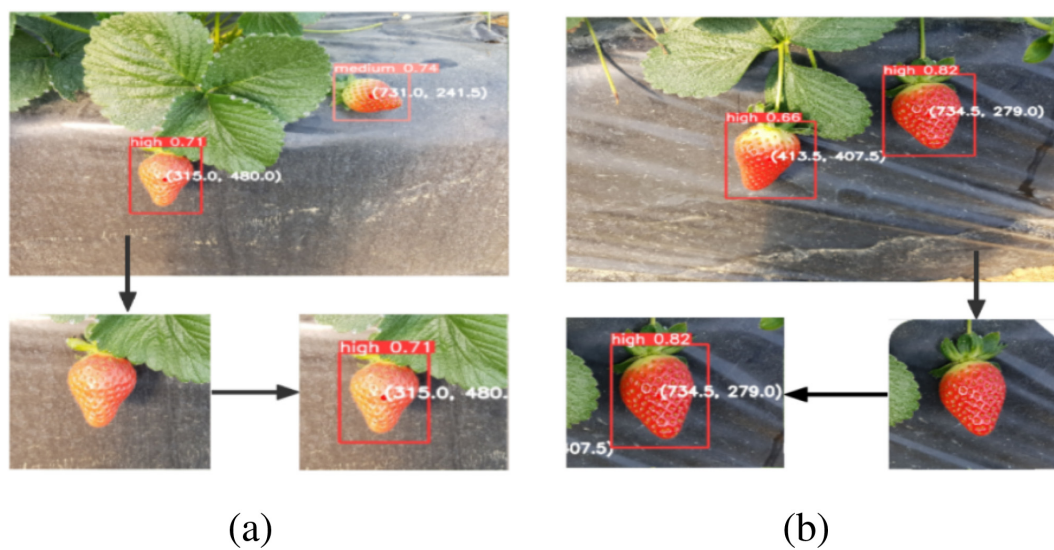 medium 0.74
(731.0, 241.5)
high 0.71
(315.0, 480.0)
high 0.71
(315.0, 480.
(a)
high 0.82
(734.5, 279.0)
high 0.66
(413.5, 407.5)
high 0.82
(734.5, 279.0)
407.5)
(b)